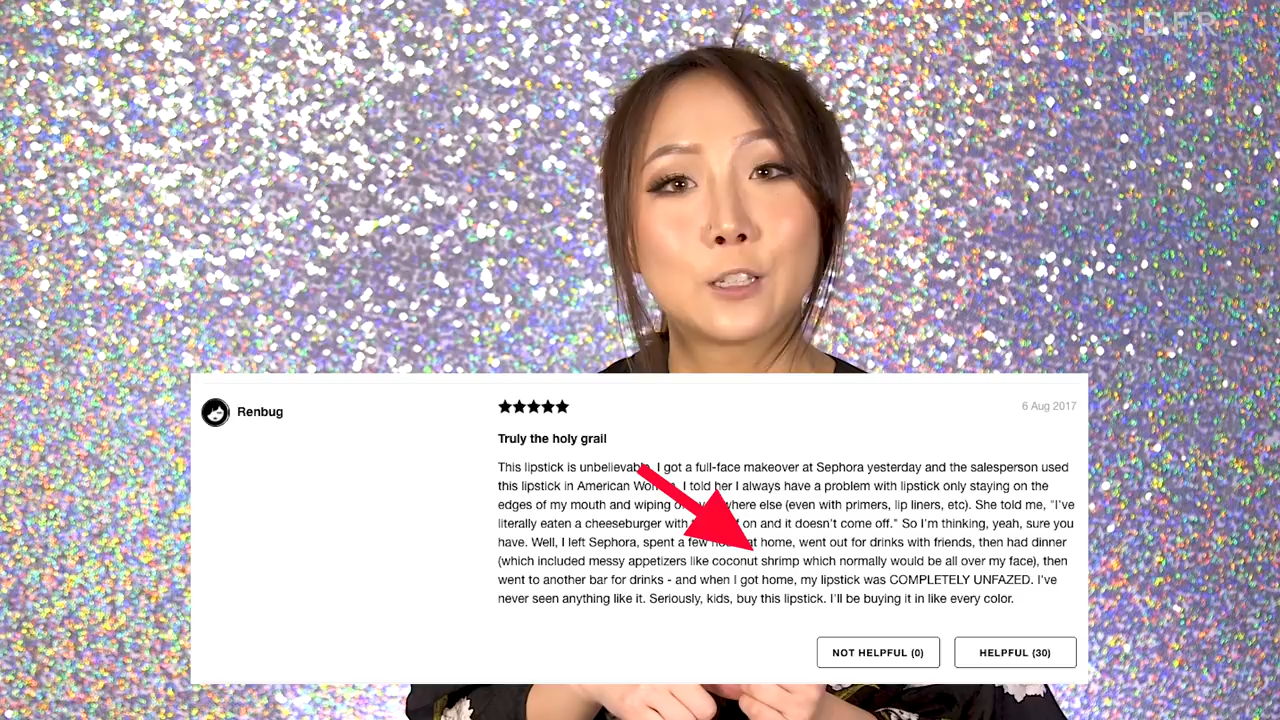 INSIDER
Renbug
6 Aug 2017
Truly the holy grail
This lipstick is I got a full-face makeover at Sephora yesterday and the salesperson used
this lipstick in American I told her I always have a problem with lipstick only staying on the
edges of my mouth and wiping else (even with primers, lip liners, etc). She told me, "I've
literally eaten a cheeseburger with on and it doesn't come off." So I'm thinking, yeah, sure you
have. Well, I left Sephora, spent a few at home, went out for drinks with friends, then had dinner
(which included messy appetizers like coconut shrimp which normally would be all over my face), then
went to another bar for drinks - and when I got home, my lipstick was COMPLETELY UNFAZED. I've
never seen anything like it. Seriously, kids, buy this lipstick. I'll be buying it in like every color.
NOT HELPFUL (0)
HELPFUL (30)